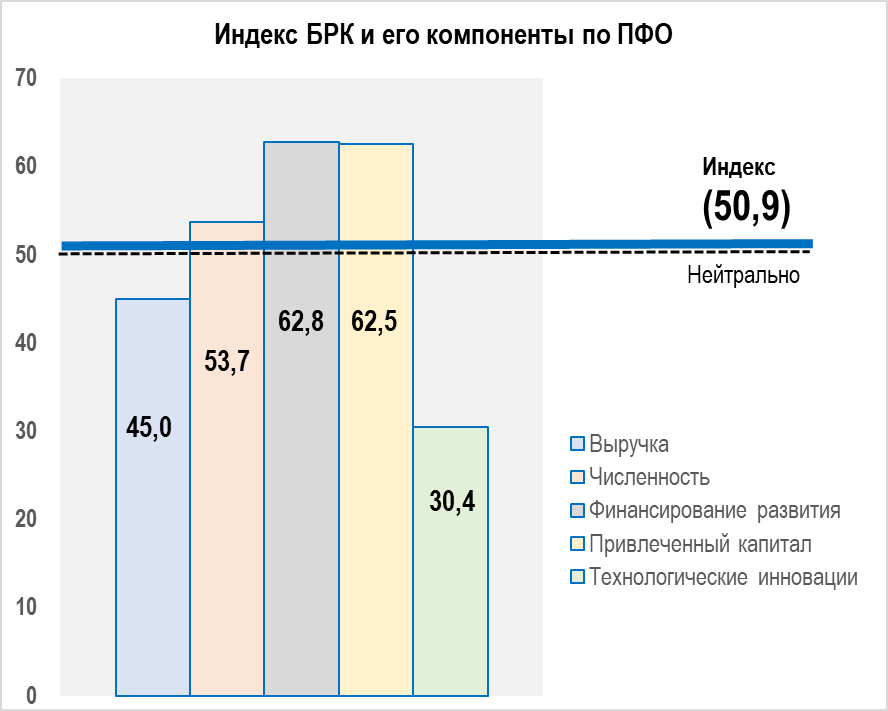 Индекс БРК и его компоненты по ПФО
70
60
50
40
30
20
10
0
Индекс
(50,9)
Нейтрально
45,0
53,7
62,8
62,5
30,4
Выручка
Численность
Финансирование развития
Привлеченный капитал
Технологические инновации